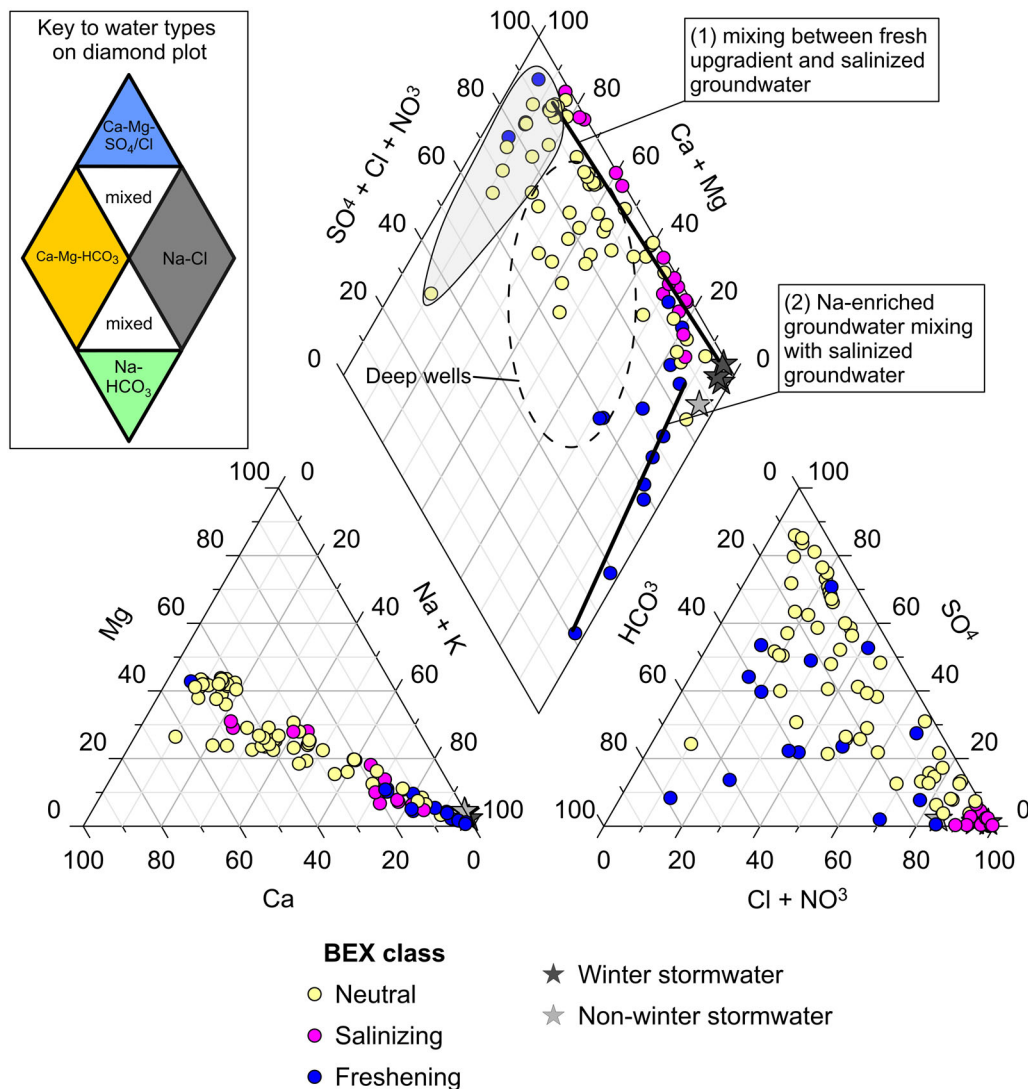 Key to water types
on diamond plot
Ca-Mg-
SO₄/Cl
mixed
Ca-Mg-HCO₃
Na-Cl
mixed
Na-
HCO₃
100
100
80
80
60
60
40
40
20
20
0
0
SO⁴ + Cl + NO³
Ca + Mg
(1) mixing between fresh
upgradient and salinized
groundwater
(2) Na-enriched
groundwater mixing
with salinized
groundwater
Deep wells
100
0
80
20
60
40
40
60
20
80
0
100
Mg
Na + K
100
80
60
40
20
0
Ca
0
100
20
80
40
60
60
40
80
20
100
0
HCO³
SO⁴
0
20
40
60
80
100
Cl + NO³
BEX class
Neutral
Salinizing
Freshening
Winter stormwater
Non-winter stormwater